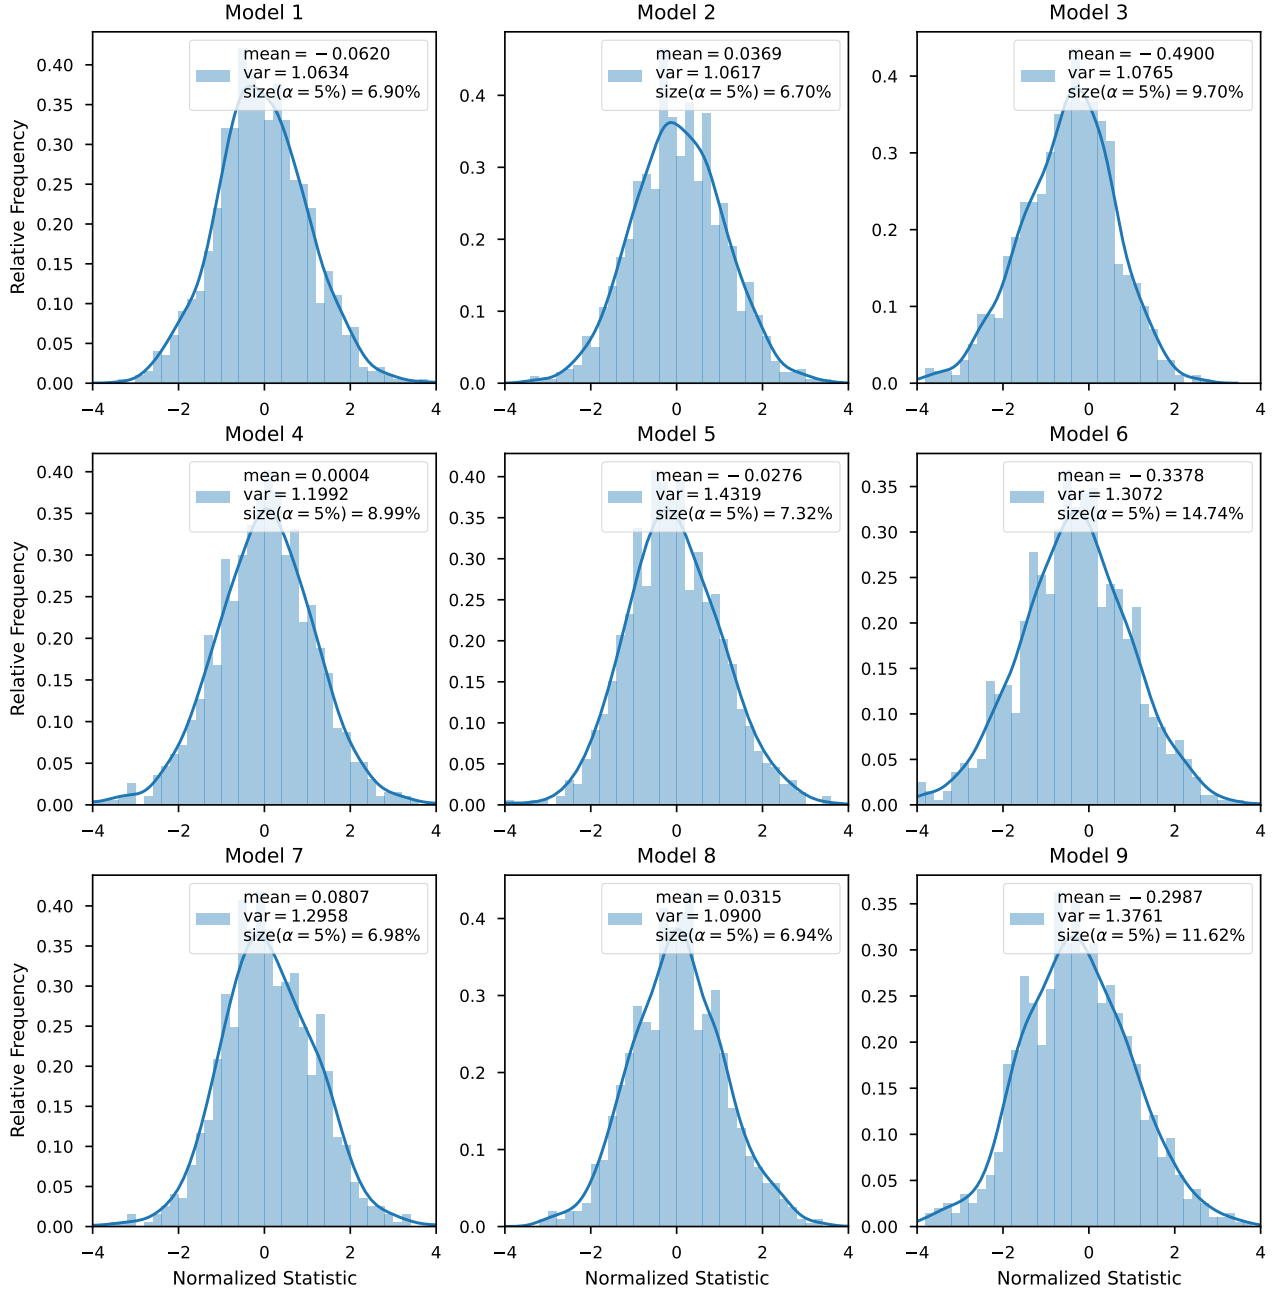 Model 1
mean = −0.0620
var = 1.0634
size(α = 5%) = 6.90%
0.40
0.35
0.30
0.25
0.20
0.15
0.10
0.05
0.00
Relative Frequency
−4 −2 0 2 4
Model 2
mean = 0.0369
var = 1.0617
size(α = 5%) = 6.70%
0.4
0.3
0.2
0.1
0.0
−4 −2 0 2 4
Model 3
mean = −0.4900
var = 1.0765
size(α = 5%) = 9.70%
0.4
0.3
0.2
0.1
0.0
−4 −2 0 2 4
Model 4
mean = 0.0004
var = 1.1992
size(α = 5%) = 8.99%
0.40
0.35
0.30
0.25
0.20
0.15
0.10
0.05
0.00
Relative Frequency
−4 −2 0 2 4
Model 5
mean = −0.0276
var = 1.4319
size(α = 5%) = 7.32%
0.40
0.35
0.30
0.25
0.20
0.15
0.10
0.05
0.00
−4 −2 0 2 4
Model 6
mean = −0.3378
var = 1.3072
size(α = 5%) = 14.74%
0.35
0.30
0.25
0.20
0.15
0.10
0.05
0.00
−4 −2 0 2 4
Model 7
mean = 0.0807
var = 1.2958
size(α = 5%) = 6.98%
0.40
0.35
0.30
0.25
0.20
0.15
0.10
0.05
0.00
Relative Frequency
−4 −2 0 2 4
Normalized Statistic
Model 8
mean = 0.0315
var = 1.0900
size(α = 5%) = 6.94%
0.4
0.3
0.2
0.1
0.0
−4 −2 0 2 4
Normalized Statistic
Model 9
mean = −0.2987
var = 1.3761
size(α = 5%) = 11.62%
0.35
0.30
0.25
0.20
0.15
0.10
0.05
0.00
−4 −2 0 2 4
Normalized Statistic